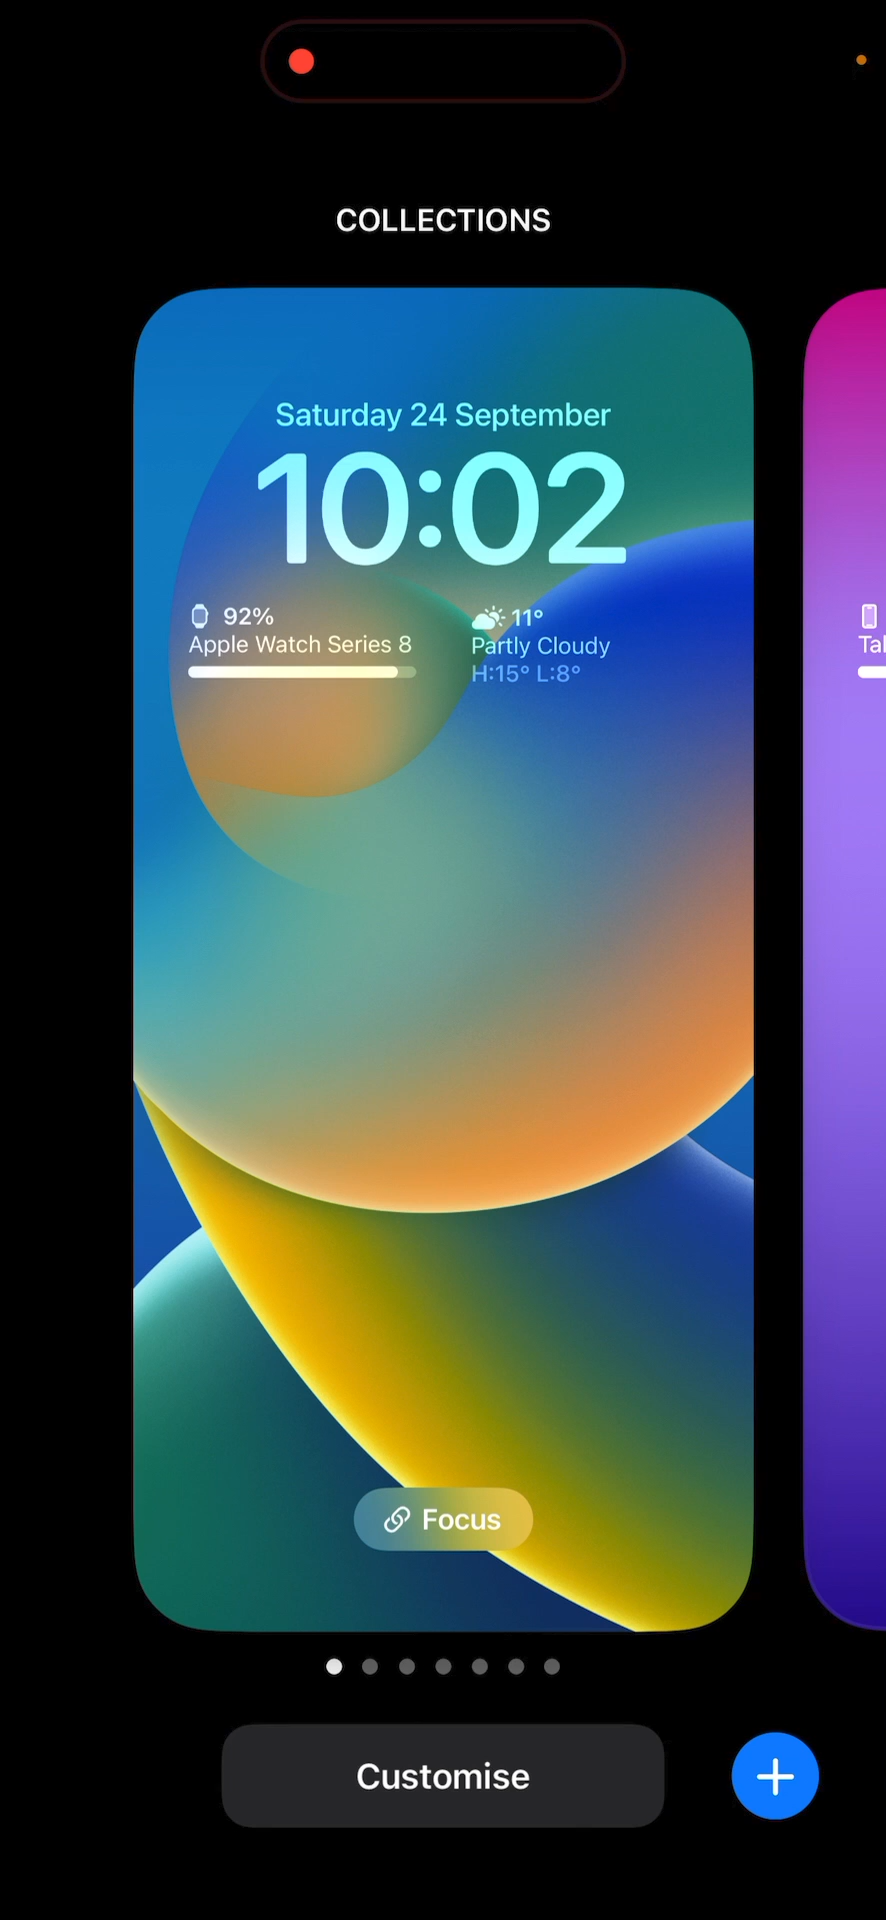 COLLECTIONS
Saturday 24 September
10:02
92%
Apple Watch Series 8
11°
Partly Cloudy
H:15° L:8°
Focus
Customise